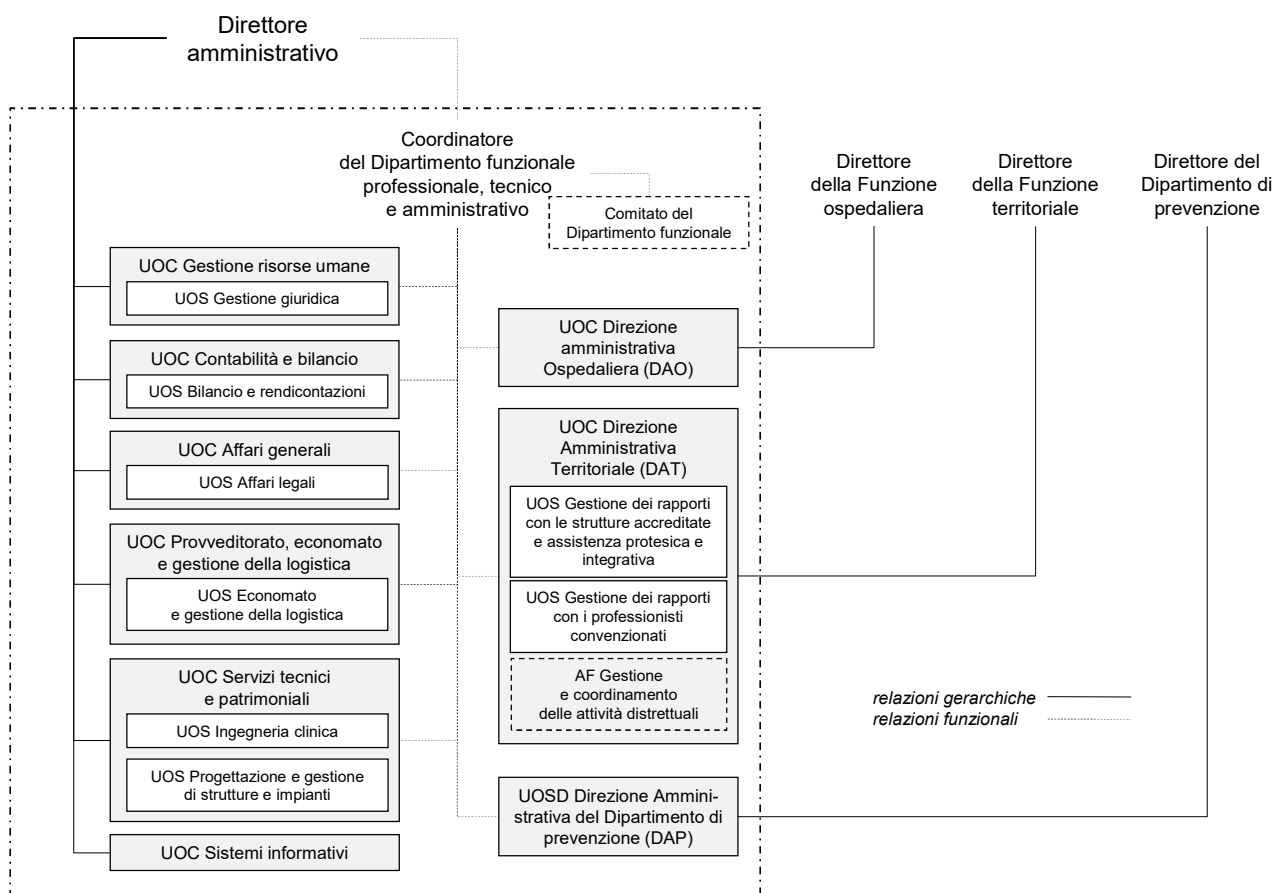 Direttore
amministrativo
Coordinatore
del Dipartimento funzionale
professionale, tecnico
e amministrativo
Comitato del
Dipartimento funzionale
Direttore
della Funzione
ospedaliera
Direttore
della Funzione
territoriale
Direttore del
Dipartimento di
prevenzione
UOC Gestione risorse umane
UOS Gestione giuridica
UOC Contabilità e bilancio
UOS Bilancio e rendicontazioni
UOC Affari generali
UOS Affari legali
UOC Provveditorato, economato
e gestione della logistica
UOS Economato
e gestione della logistica
UOC Servizi tecnici
e patrimoniali
UOS Ingegneria clinica
UOS Progettazione e gestione
di strutture e impianti
UOC Sistemi informativi
UOC Direzione
amministrativa
Ospedaliera (DAO)
UOC Direzione
Amministrativa
Territoriale (DAT)
UOS Gestione dei rapporti
con le strutture accreditate
e assistenza protesica e
integrativa
UOS Gestione dei rapporti
con i professionisti
convenzionati
AF Gestione
e coordinamento
delle attività distrettuali
UOSD Direzione Ammini-
strativa del Dipartimento di
prevenzione (DAP)
relazioni gerarchiche
relazioni funzionali